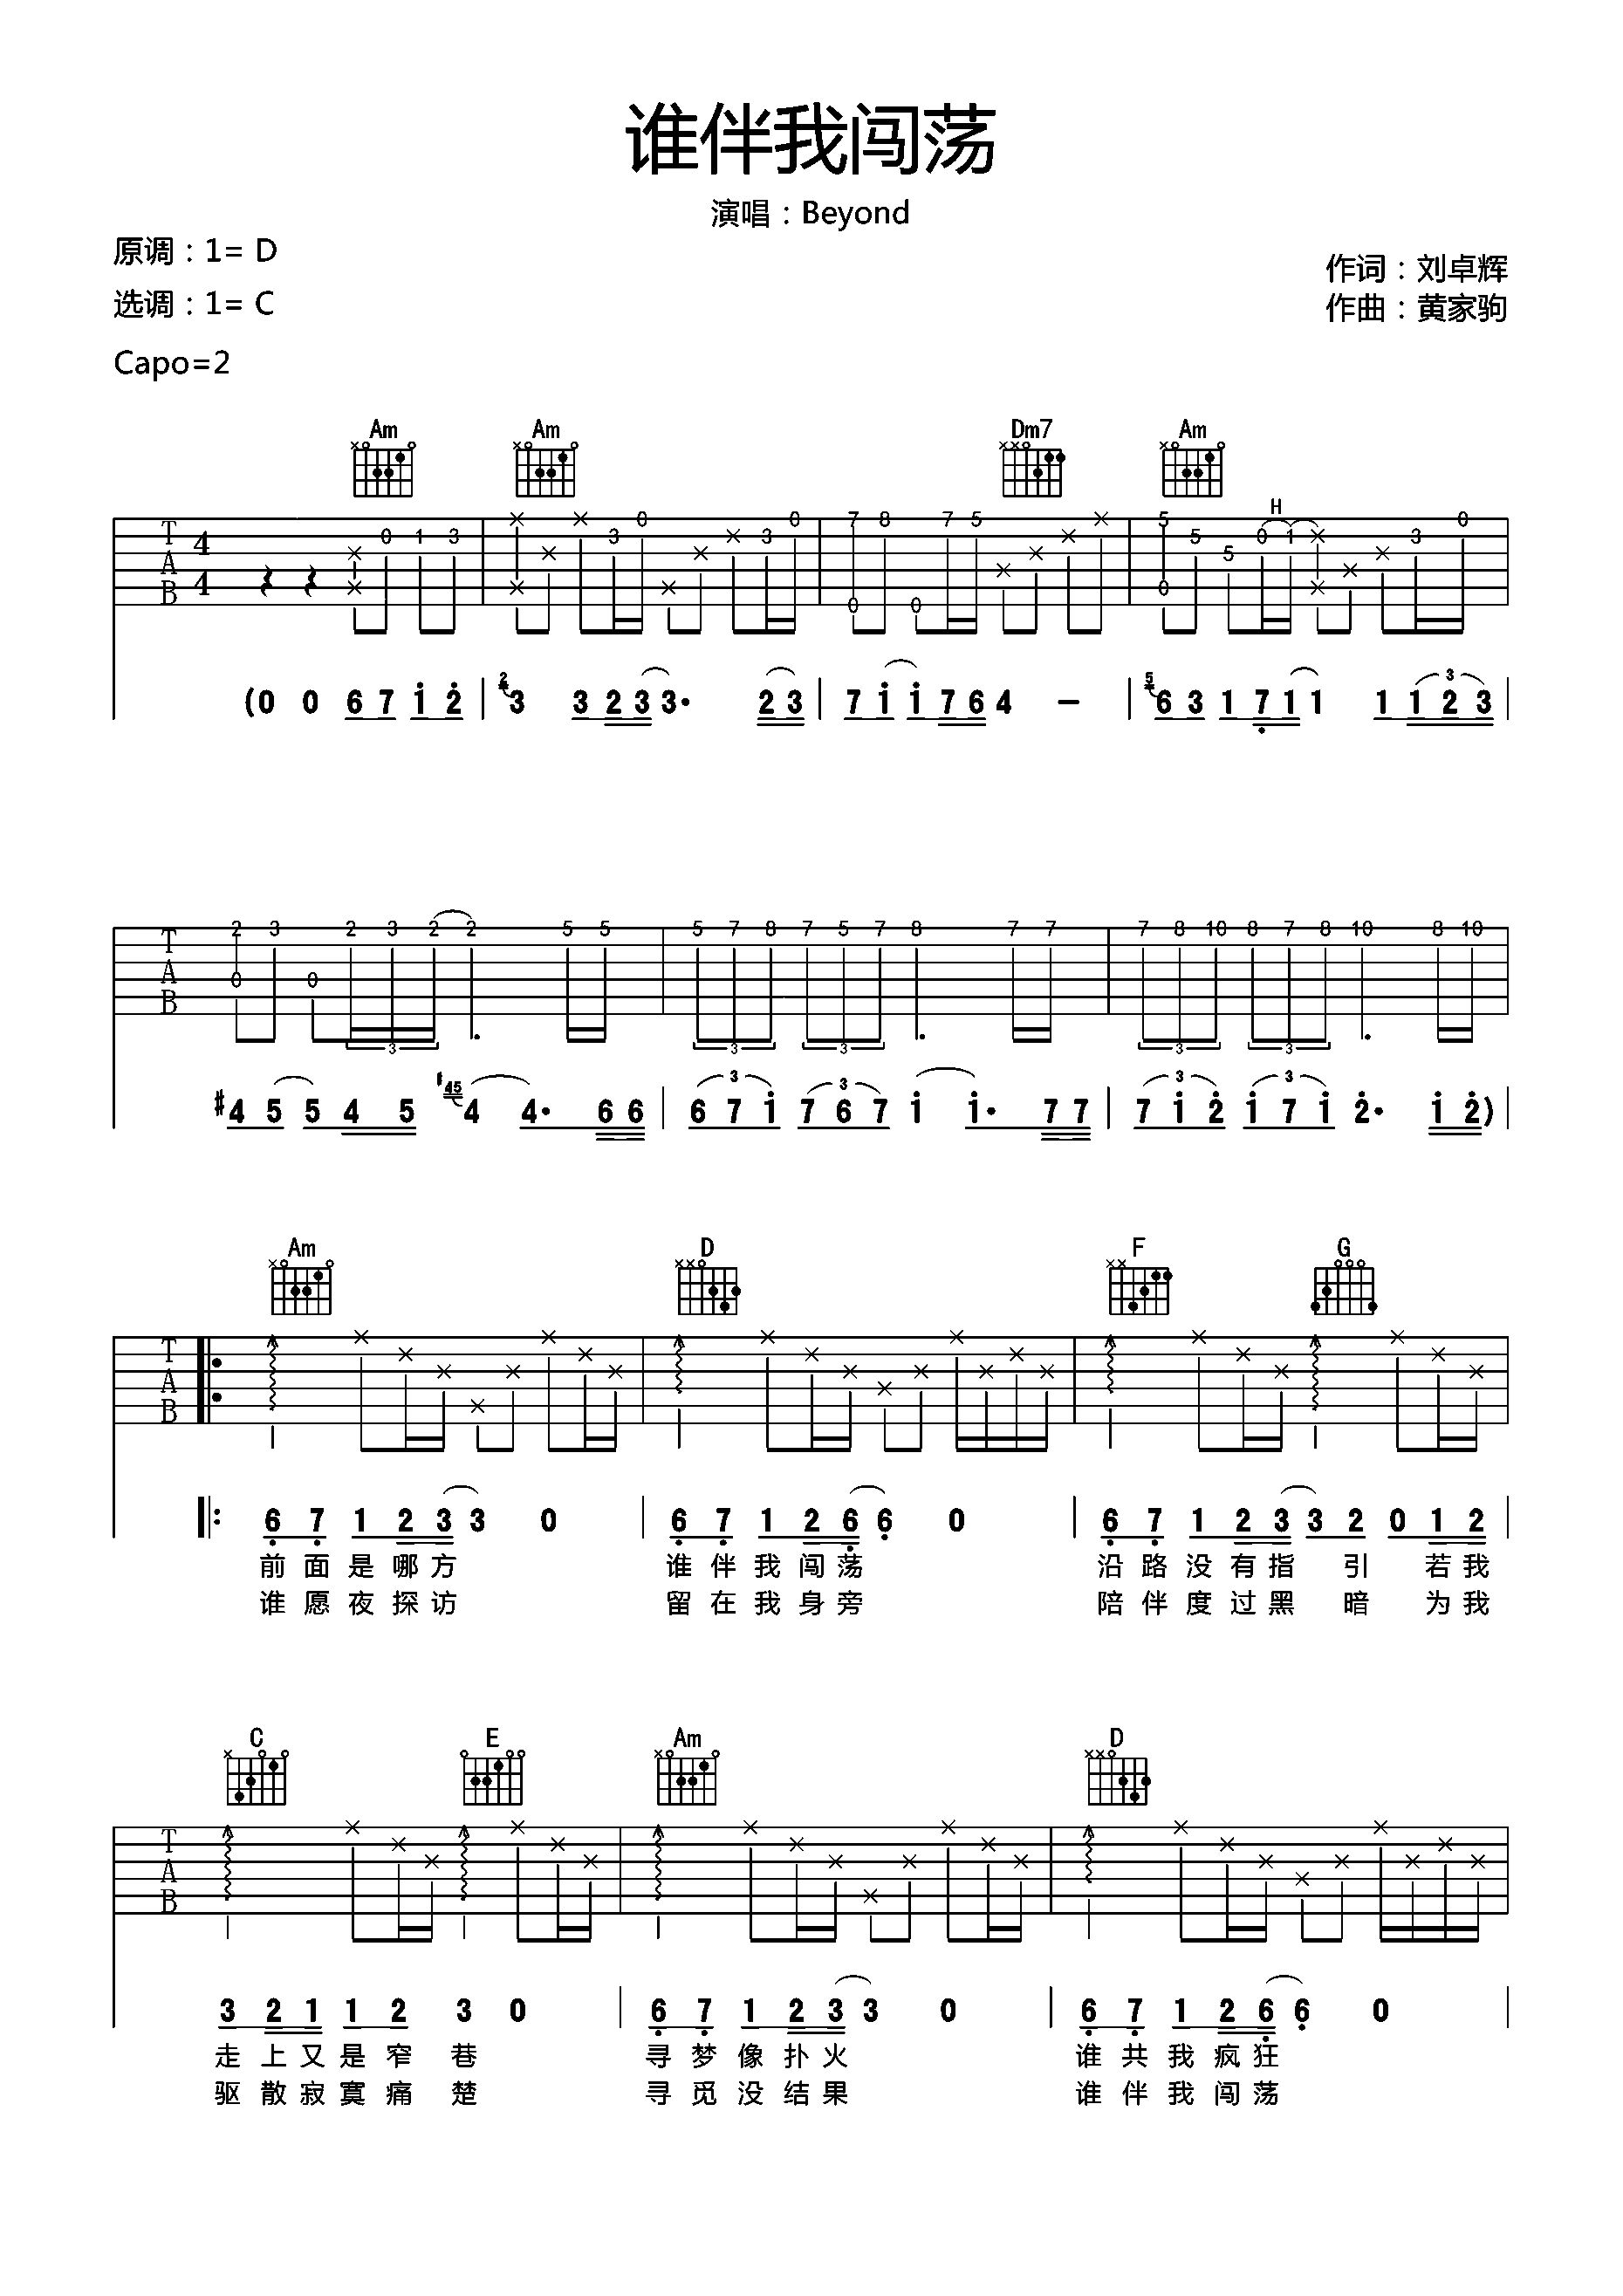 谁伴我闯荡
演唱：Beyond
原调：1= D
作词：刘卓辉
选调：1= C
作曲：黄家驹
Capo=2
Am Am Dm7 Am
H
T 4 0 1 3 3 0 3 0 7 8 7 5 5 5 5 0 1 3 0
A
B 4 0 0 0
(0 0 6 7 1 2 | 2 3 3 2 3 3· 2 3 | 7 1 1 7 6 4 - | 5 6 3 1 7 1 1 1 1 2 3 |
T 2 3 2 3 2 2 5 5 5 7 8 7 5 7 8 7 7 7 8 10 8 7 8 10 8 10
A 0 0
B
3 3 3 3 3
#4 5 5 4 5 #45 4 4· 6 6 | 6 7 1 7 6 7 1 1· 7 7 | 7 1 2 1 7 1 2· 1 2) |
Am D F G
T
A
B
|: 6 7 1 2 3 3 0 | 6 7 1 2 6 6 0 | 6 7 1 2 3 3 2 0 1 2 |
前面是哪方 谁伴我闯荡 沿路没有指引 若我
谁愿夜探访 留在我身旁 陪伴度过黑暗 为我
C E Am D
T
A
B
3 2 1 1 2 3 0 | 6 7 1 2 3 3 0 | 6 7 1 2 6 6 0 |
走上又是窄巷 寻梦像扑火 谁共我疯狂
驱散寂寞痛楚 寻觅没结果 谁伴我闯荡